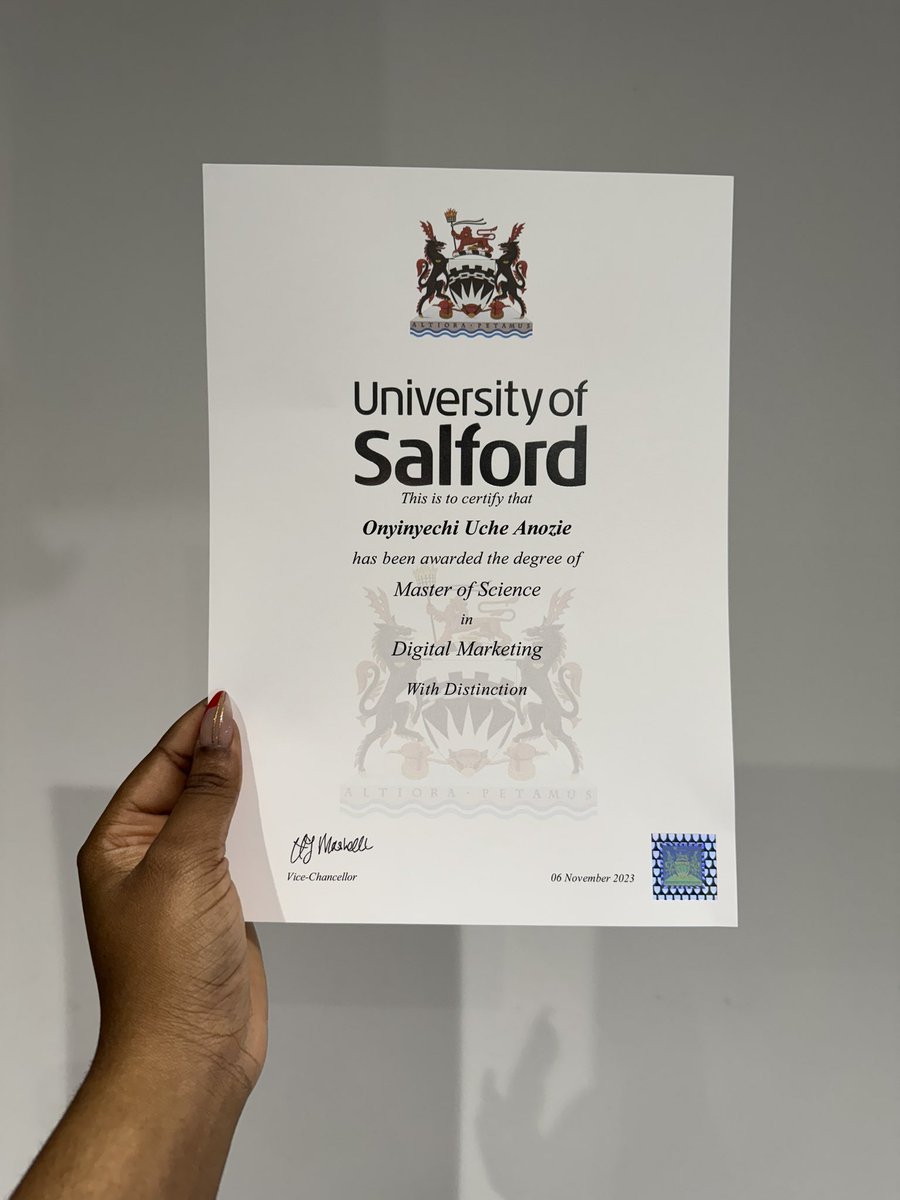 ALTIORA · PETAMUS
University of
Salford
This is to certify that
Onyinyechi Uche Anozie
has been awarded the degree of
Master of Science
in
Digital Marketing
With Distinction
ALTIORA · PETAMUS
Vice-Chancellor
06 November 2023